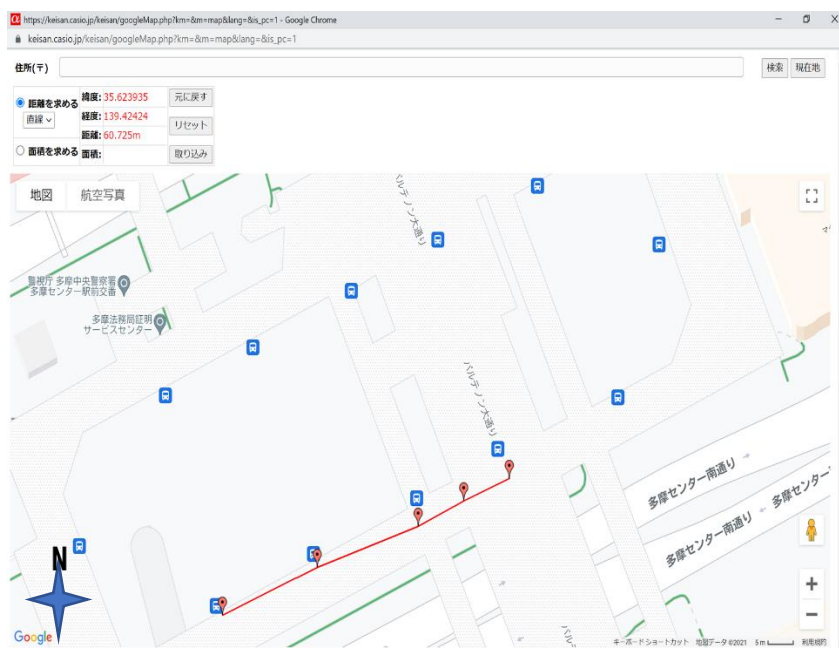 https://keisan.casio.jp/keisan/googleMap.php?km=&m=map&lang=&is_pc=1 - Google Chrome
keisan.casio.jp/keisan/googleMap.php?km=&m=map&lang=&is_pc=1
住所(〒)
検索 現在地
距離を求める 緯度: 35.623935 元に戻す
直線 経度: 139.42424 リセット
距離: 60.725m
面積を求める 面積: 取り込み
地図 航空写真
パルテノン大通り
マ
警視庁 多摩中央警察署
多摩センター駅前交番
多摩法務局証明
サービスセンター
パルテノン大通り
多摩センター南通り
多摩センター
多摩センター南通り
N
パル
Google
キーボード ショートカット 地図データ ©2021 5 m 利用規約